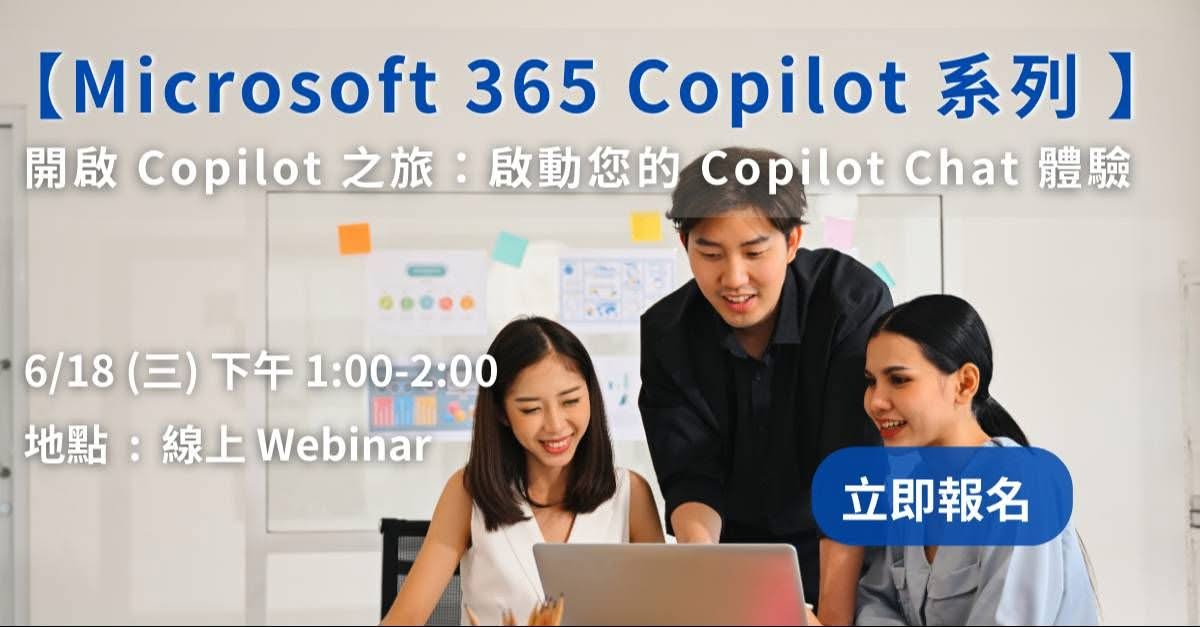 【Microsoft 365 Copilot 系列 】
開啟 Copilot 之旅：啟動您的 Copilot Chat 體驗
6/18 (三) 下午 1:00-2:00
地點 : 線上 Webinar
立即報名